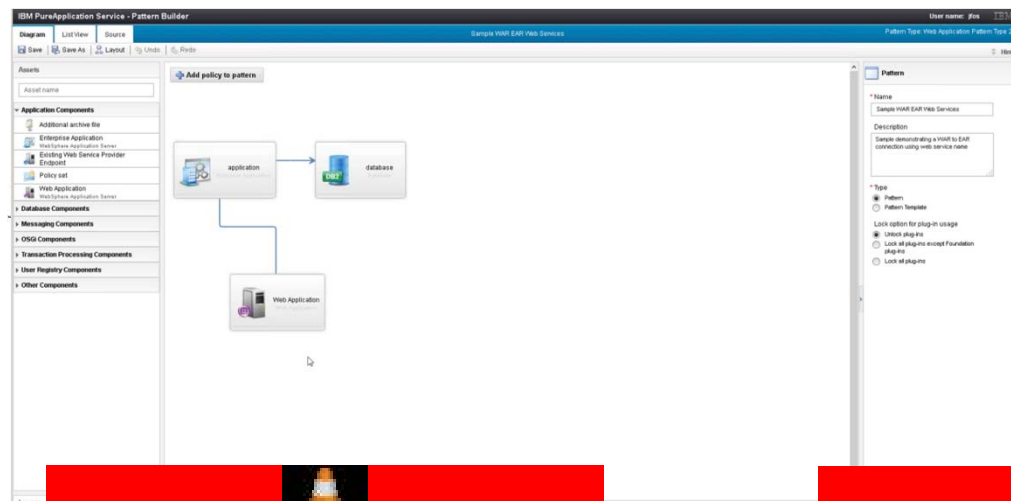 IBM PureApplication Service - Pattern Builder
User name: jfos
IBM
Diagram
List View
Source
Sample WAR EAR Web Services
Pattern Type: Web Application Pattern Type 2
Save
Save As
Layout
Undo
Redo
Assets
Asset name
Application Components
Additional archive file
Enterprise Application
WebSphere Application Server
Existing Web Service Provider
Endpoint
Policy set
Web Application
WebSphere Application Server
Database Components
Messaging Components
OSGi Components
Transaction Processing Components
User Registry Components
Other Components
Add policy to pattern
application
DB2
database
Web Application
Web Application
Pattern
*Name
Sample WAR EAR Web Services
Description
Sample demonstrating a WAR to EAR
connection using web service name
*Type
Pattern
Pattern Template
Lock option for plug-in usage
Unlock plug-ins
Lock all plug-ins except Foundation
plug-ins
Lock all plug-ins